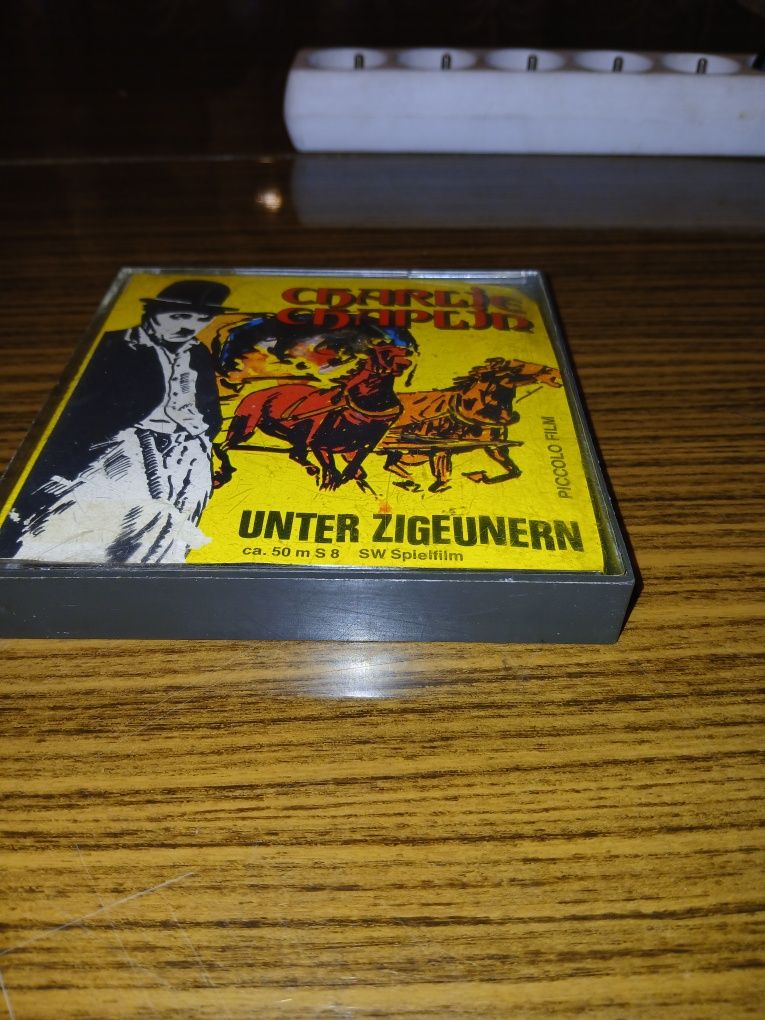 CHARLIE
CHAPLIN
PICCOLO FILM
UNTER ZIGEUNERN
ca. 50 m S 8 SW Spielfilm